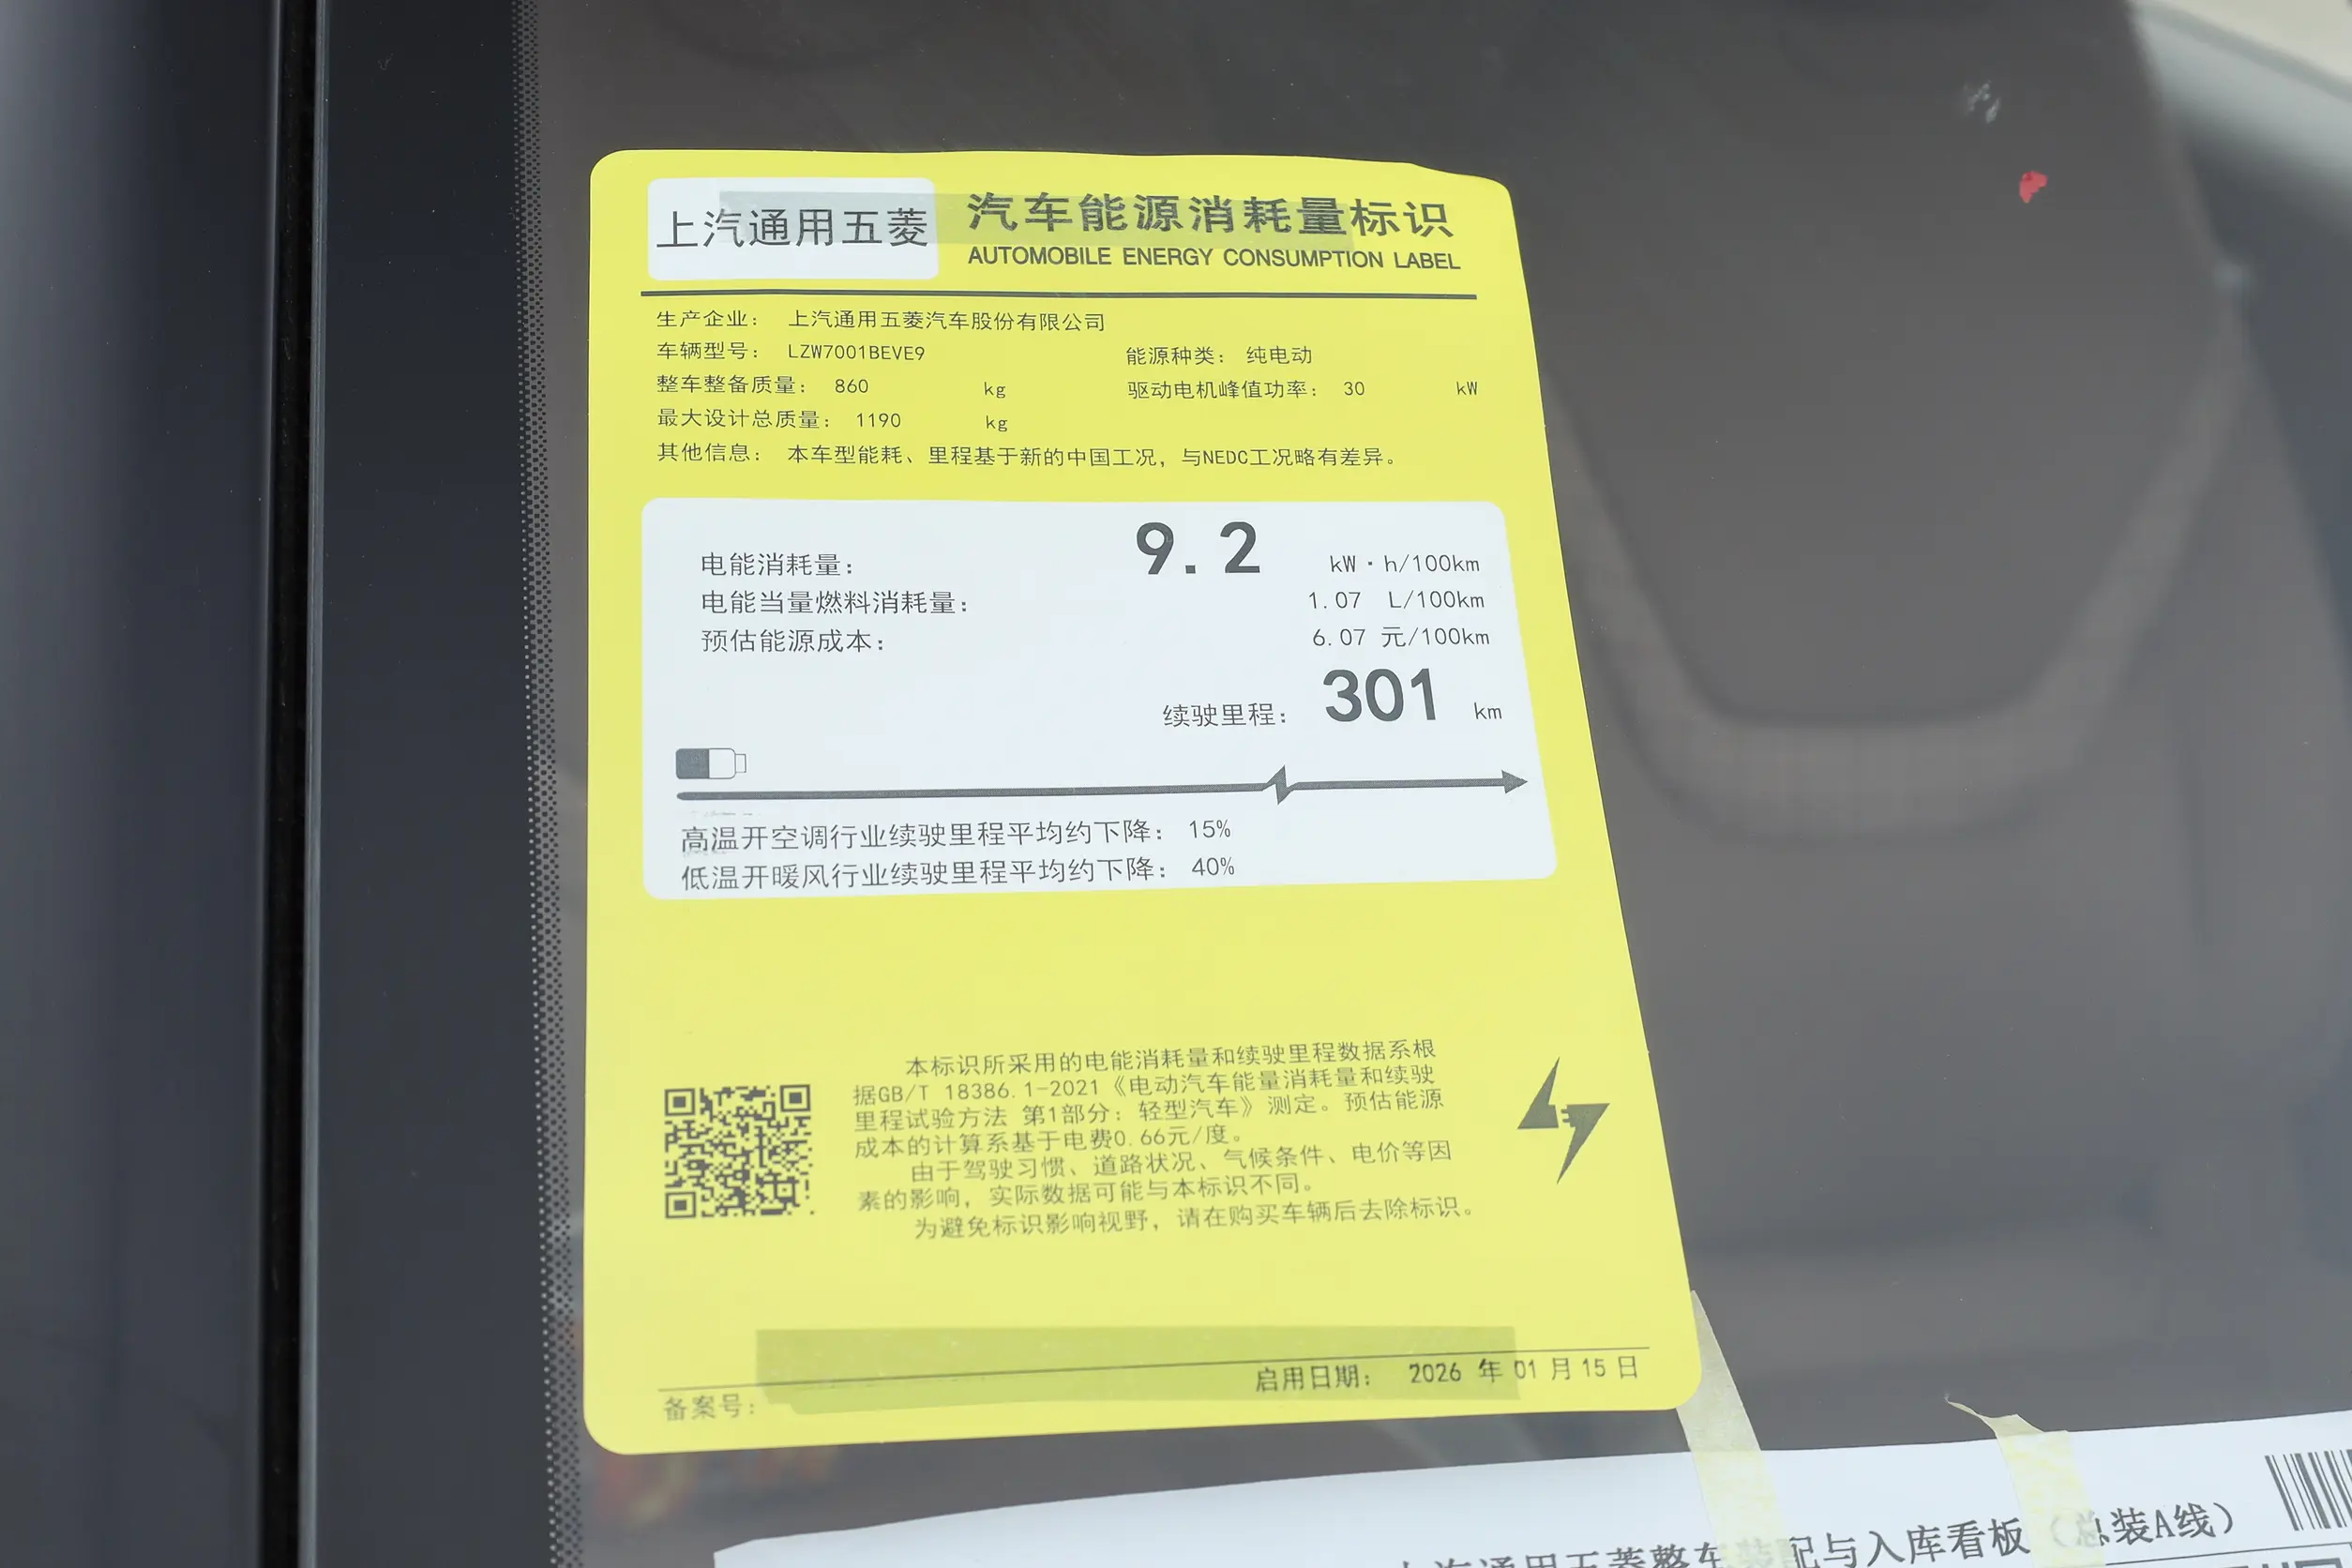 上汽通用五菱
汽车能源消耗量标识
AUTOMOBILE ENERGY CONSUMPTION LABEL
生产企业： 上汽通用五菱汽车股份有限公司
车辆型号： LZW7001BEVE9 能源种类： 纯电动
整车整备质量： 860 kg 驱动电机峰值功率： 30 kW
最大设计总质量： 1190 kg
其他信息： 本车型能耗、里程基于新的中国工况，与NEDC工况略有差异。
电能消耗量： 9.2 kW·h/100km
电能当量燃料消耗量： 1.07 L/100km
预估能源成本： 6.07 元/100km
续驶里程： 301 km
高温开空调行业续驶里程平均约下降： 15%
低温开暖风行业续驶里程平均约下降： 40%
本标识所采用的电能消耗量和续驶里程数据系根
据GB/T 18386.1-2021《电动汽车能量消耗量和续驶
里程试验方法 第1部分：轻型汽车》测定。预估能源
成本的计算系基于电费0.66元/度。
由于驾驶习惯、道路状况、气候条件、电价等因
素的影响，实际数据可能与本标识不同。
为避免标识影响视野，请在购买车辆后去除标识。
备案号： 启用日期： 2026 年 01 月 15 日
上汽通用五菱整车装配与入库看板（总装A线）